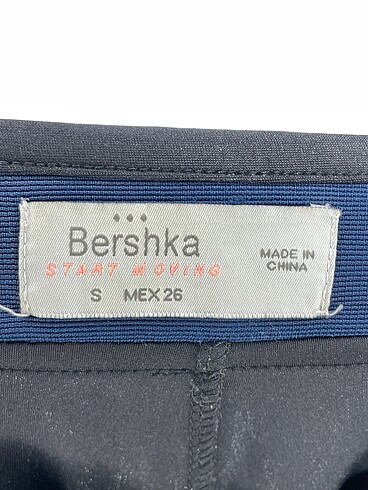 Bershka
START MOVING
S MEX 26
MADE IN
CHINA